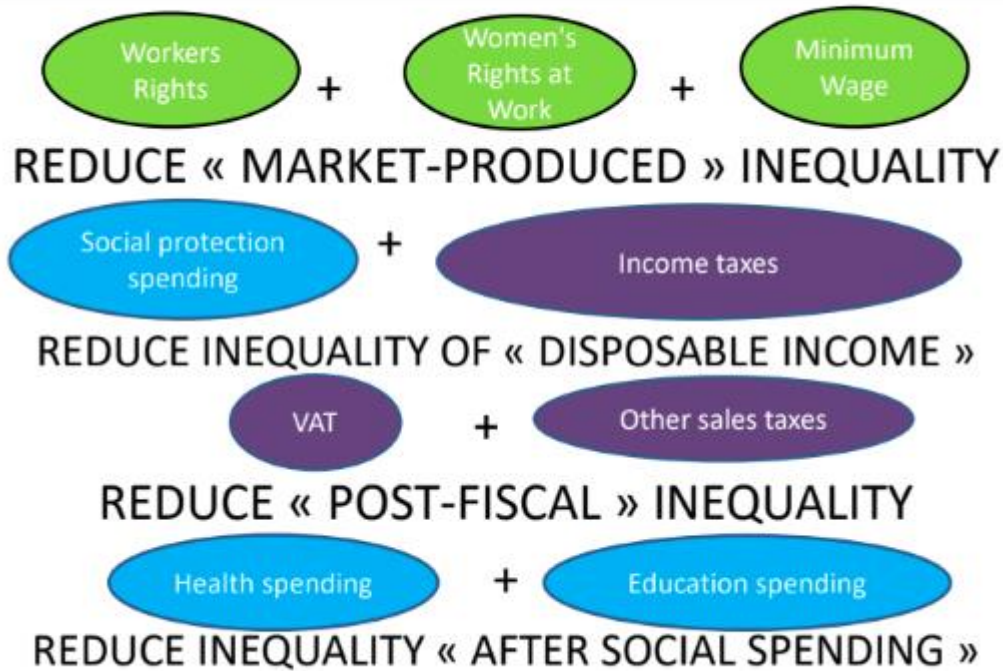 Workers
Rights
+
Women's
Rights at
Work
+
Minimum
Wage
REDUCE « MARKET-PRODUCED » INEQUALITY
Social protection
spending
+
Income taxes
REDUCE INEQUALITY OF « DISPOSABLE INCOME »
VAT
+
Other sales taxes
REDUCE « POST-FISCAL » INEQUALITY
Health spending
+
Education spending
REDUCE INEQUALITY « AFTER SOCIAL SPENDING »